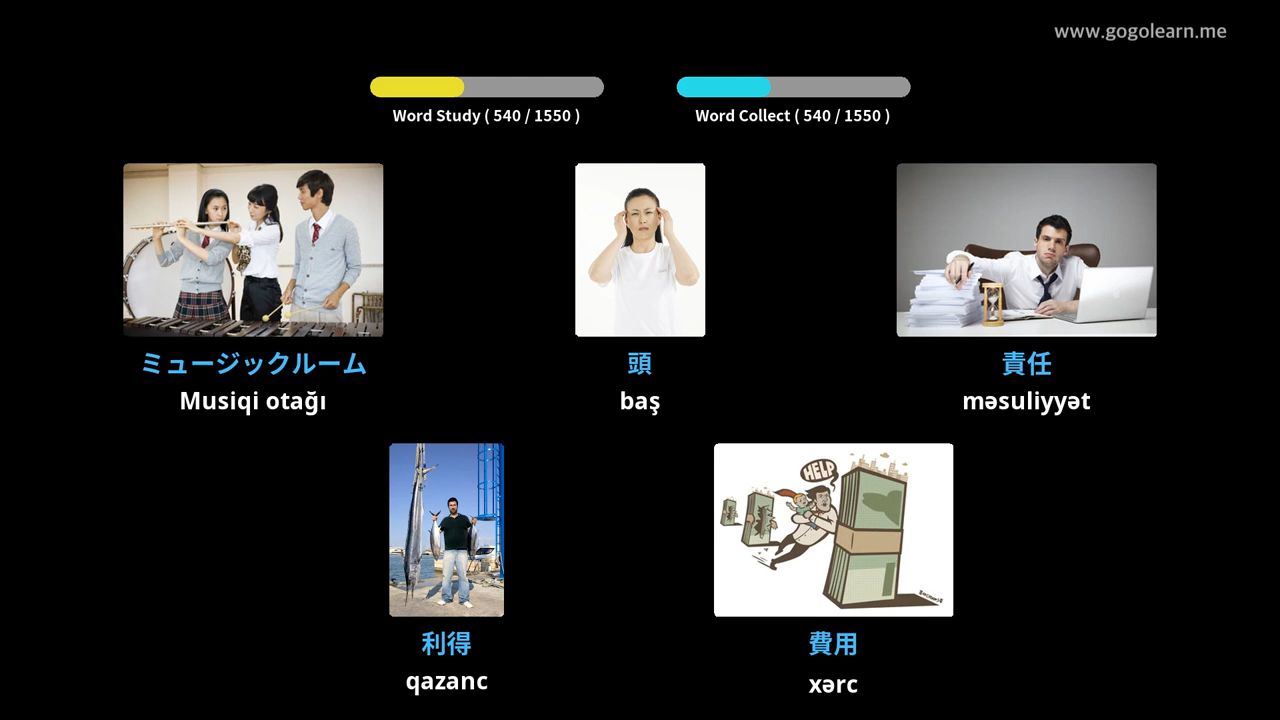 www.gogolearn.me
Word Study ( 540 / 1550 )
Word Collect ( 540 / 1550 )
ミュージックルーム
Musiqi otağı
頭
baş
責任
məsuliyyət
HELP
利得
qazanc
費用
xərc